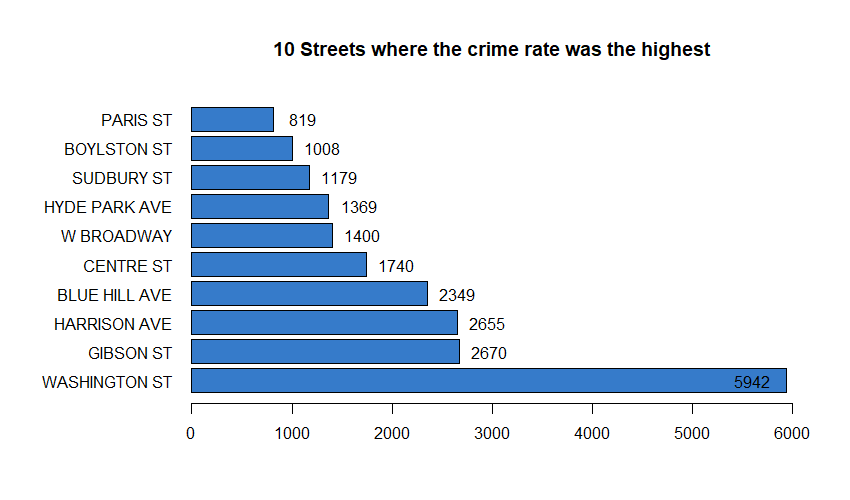 10 Streets where the crime rate was the highest
PARIS ST 819
BOYLSTON ST 1008
SUDBURY ST 1179
HYDE PARK AVE 1369
W BROADWAY 1400
CENTRE ST 1740
BLUE HILL AVE 2349
HARRISON AVE 2655
GIBSON ST 2670
WASHINGTON ST 5942
0 1000 2000 3000 4000 5000 6000